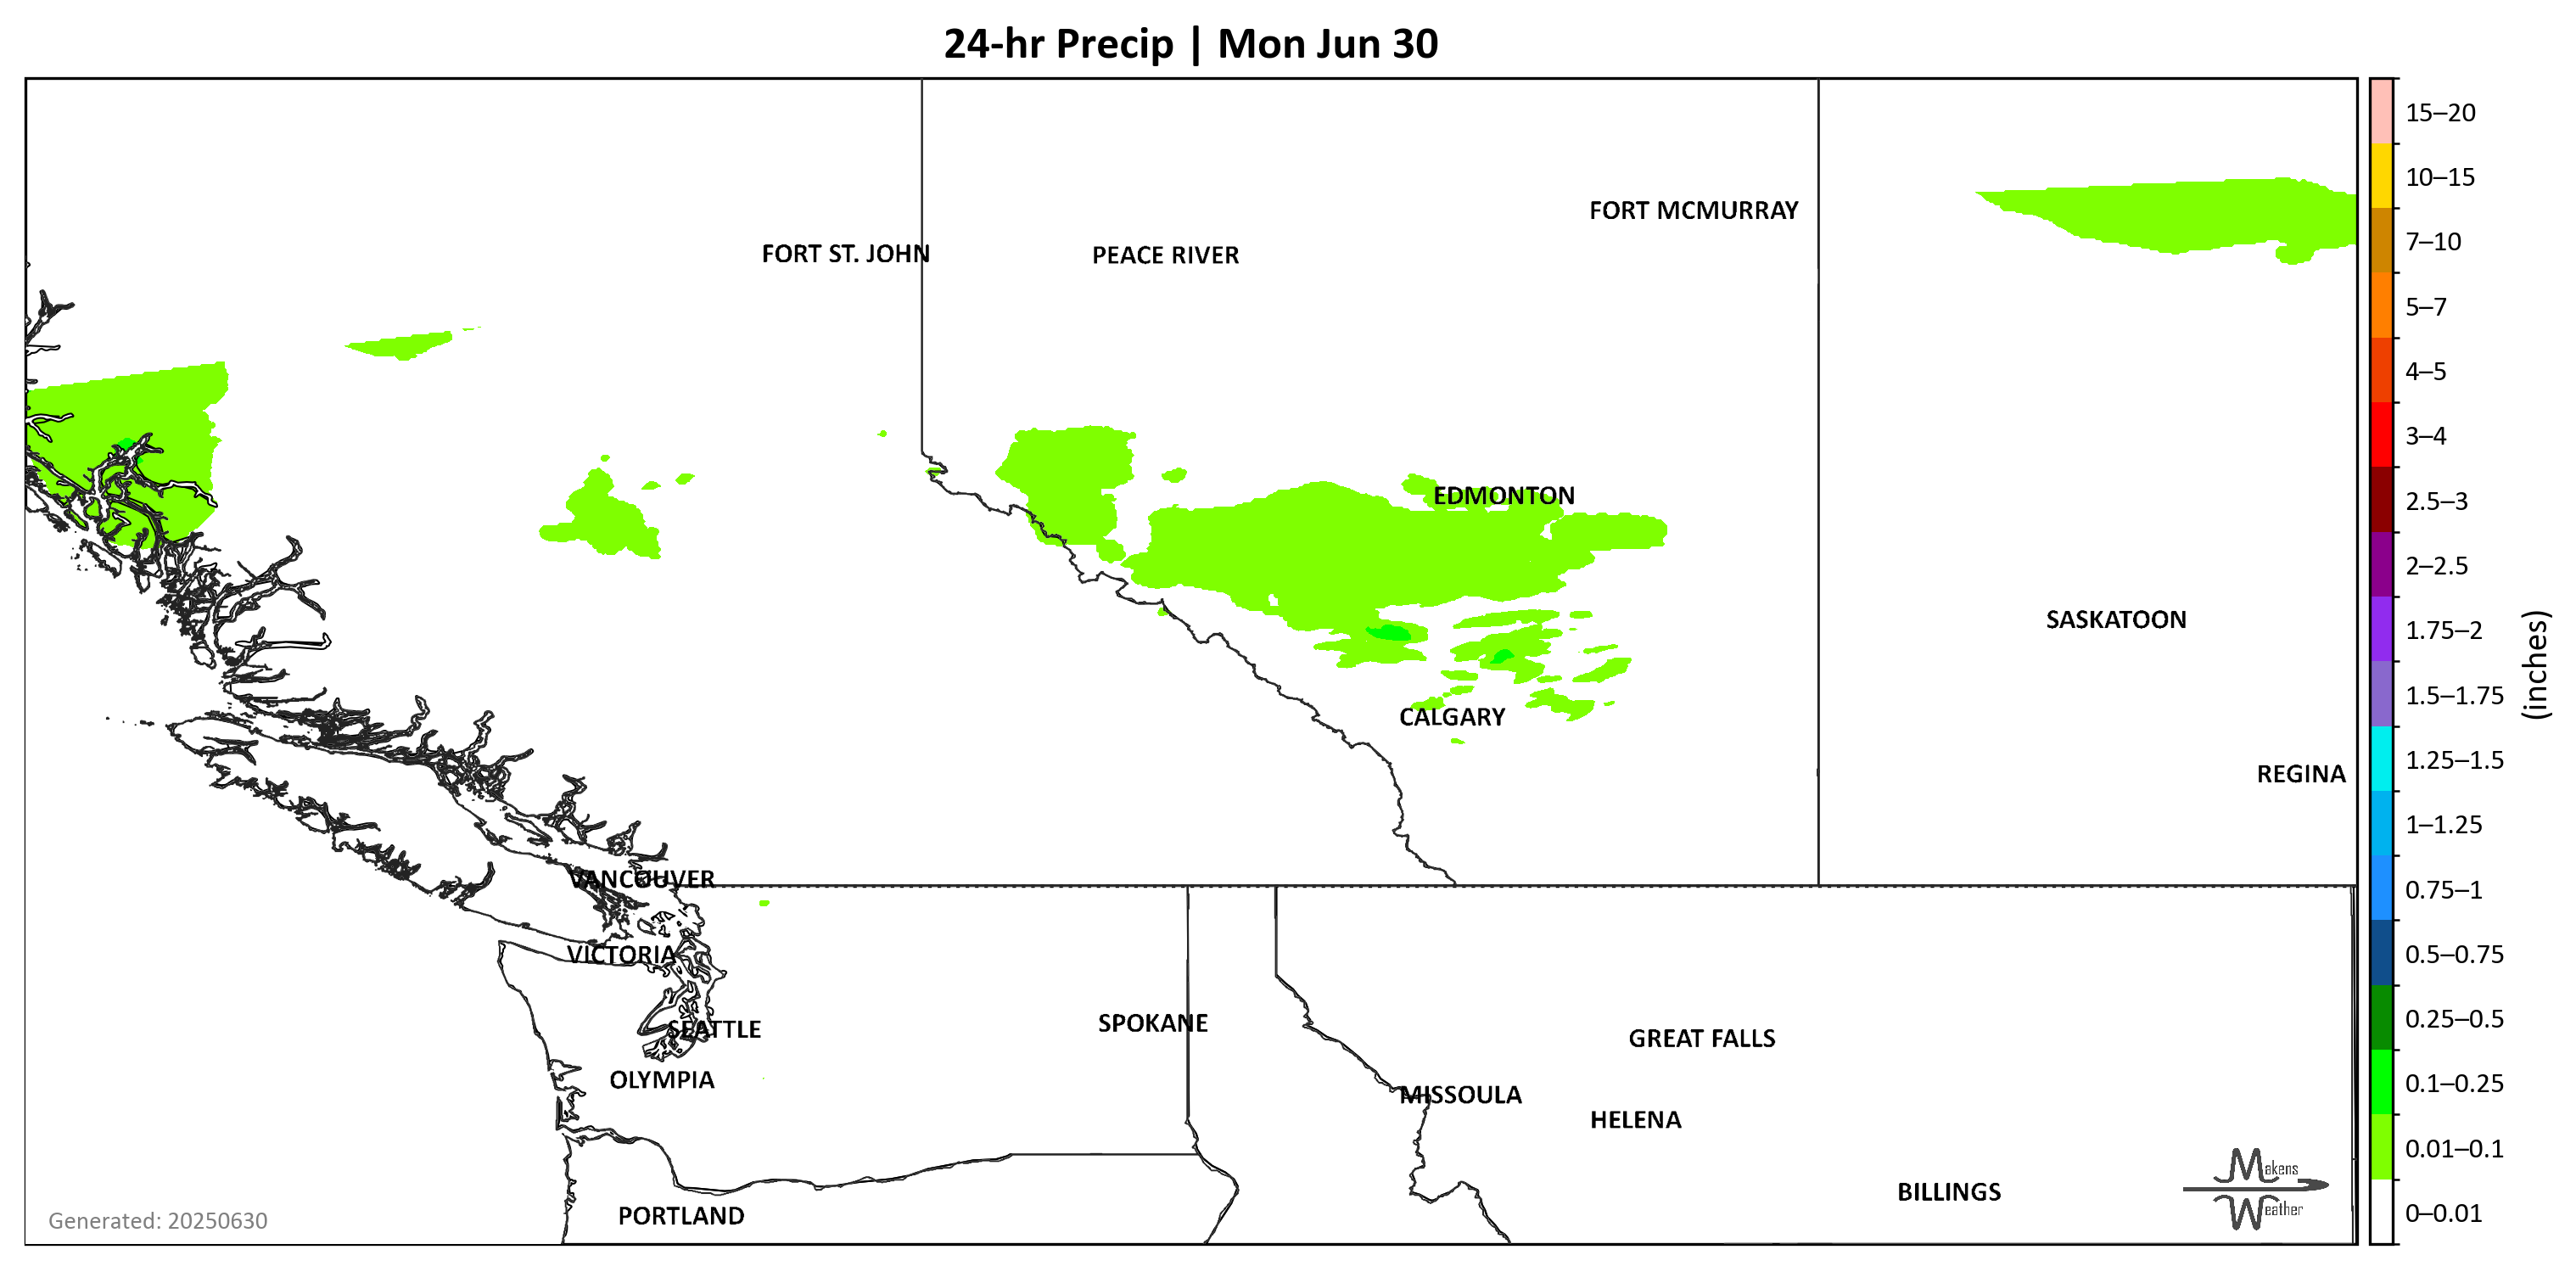 24-hr Precip | Mon Jun 30
15–20
10–15
FORT MCMURRAY
7–10
FORT ST. JOHN
PEACE RIVER
5–7
4–5
3–4
EDMONTON
2.5–3
2–2.5
SASKATOON
1.75–2
(inches)
1.5–1.75
CALGARY
1.25–1.5
REGINA
1–1.25
VANCOUVER
0.75–1
VICTORIA
0.5–0.75
SEATTLE
SPOKANE
0.25–0.5
GREAT FALLS
OLYMPIA
MISSOULA
0.1–0.25
HELENA
0.01–0.1
Makens
Weather
BILLINGS
PORTLAND
Generated: 20250630
0–0.01